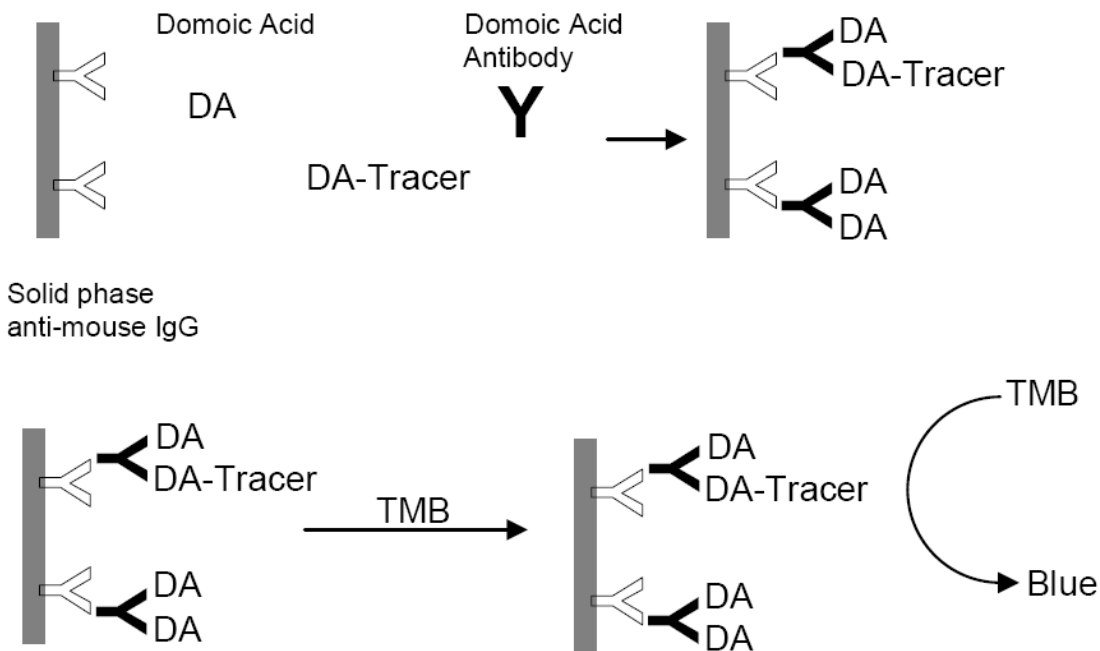 Domoic Acid
Domoic Acid
Antibody
DA
DA-Tracer
DA
DA-Tracer
DA
DA
Solid phase
anti-mouse IgG
DA
DA-Tracer
DA
DA
TMB
DA
DA-Tracer
DA
DA
TMB
Blue